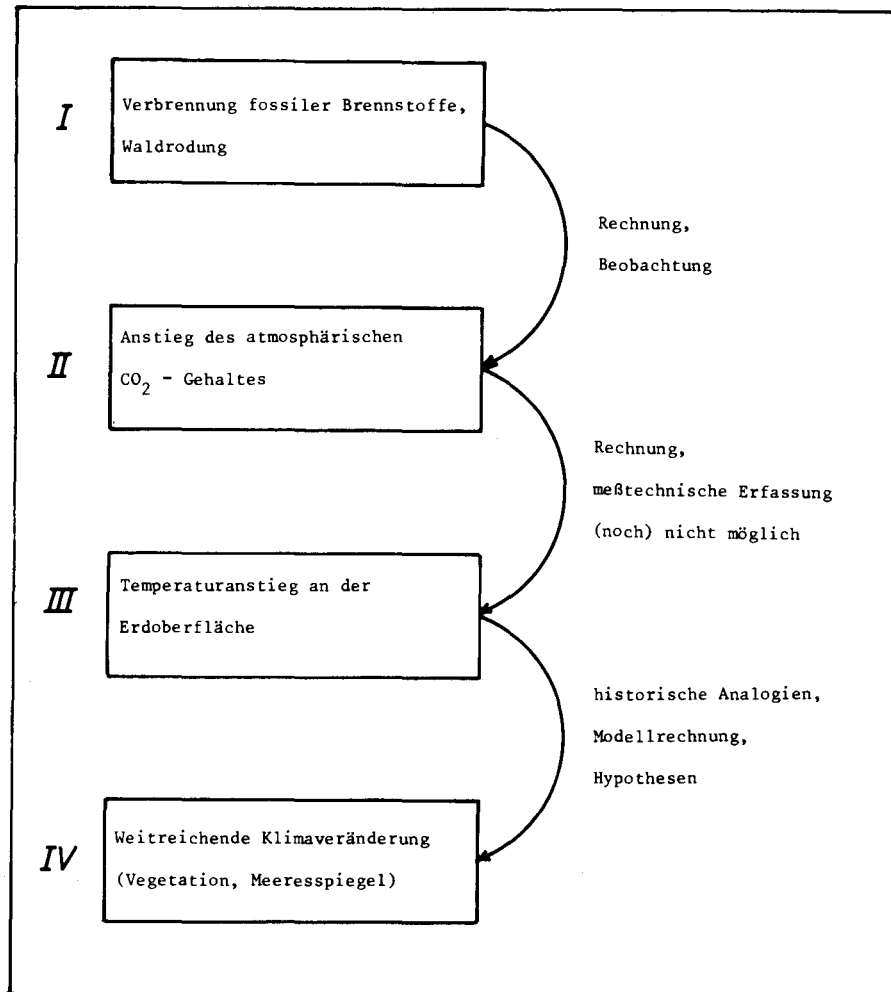 I
Verbrennung fossiler Brennstoffe,
Waldrodung
Rechnung,
Beobachtung
II
Anstieg des atmosphärischen
CO₂ - Gehaltes
Rechnung,
meßtechnische Erfassung
(noch) nicht möglich
III
Temperaturanstieg an der
Erdoberfläche
historische Analogien,
Modellrechnung,
Hypothesen
IV
Weitreichende Klimaveränderung
(Vegetation, Meeresspiegel)